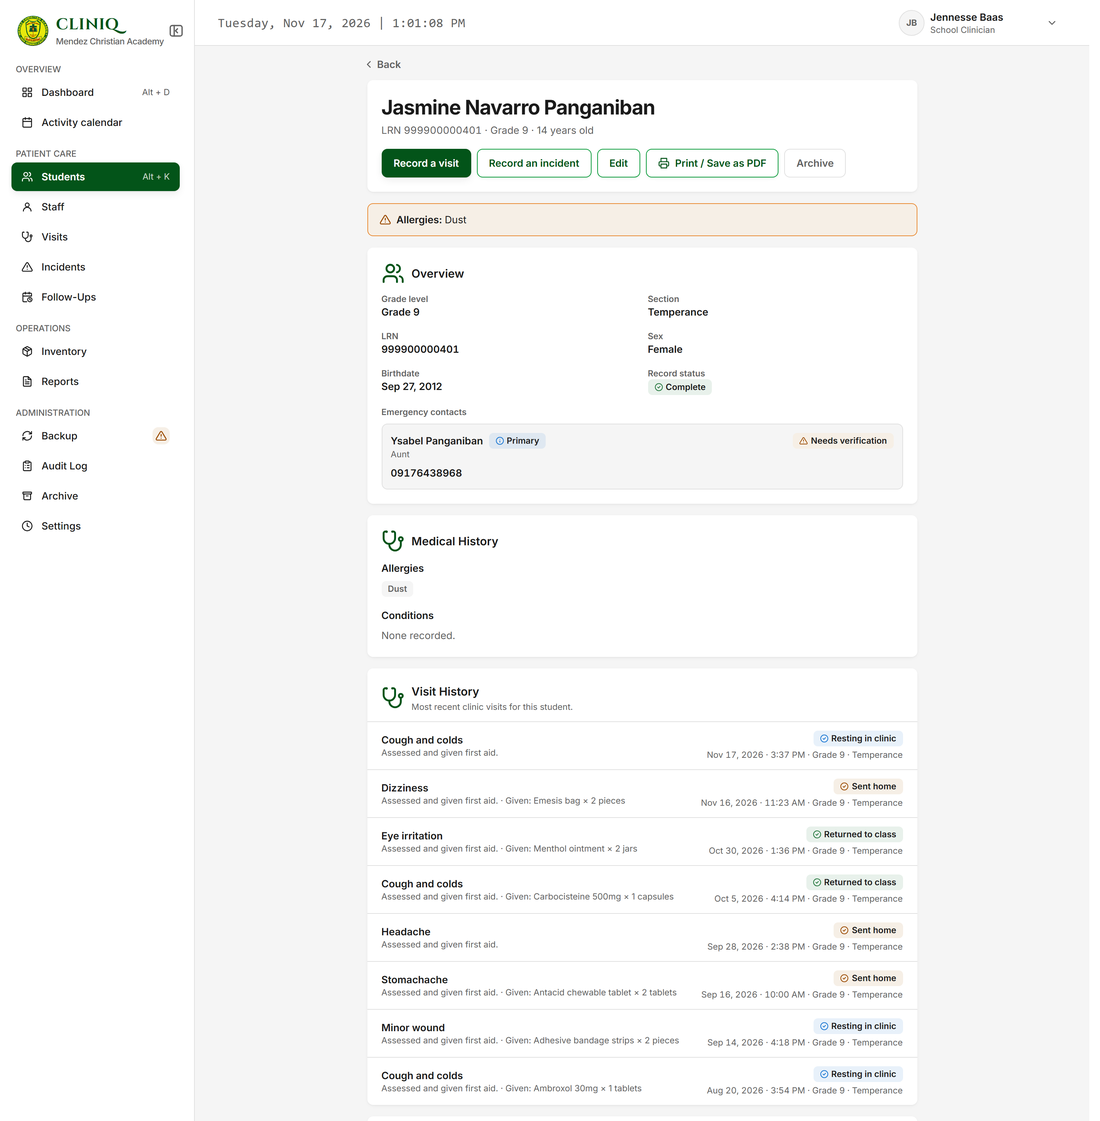 CLINIQ
Mendez Christian Academy
Tuesday, Nov 17, 2026 | 1:01:08 PM
JB
Jennesse Baas
School Clinician
OVERVIEW
Dashboard Alt + D
Activity calendar
PATIENT CARE
Students Alt + K
Staff
Visits
Incidents
Follow-Ups
OPERATIONS
Inventory
Reports
ADMINISTRATION
Backup
Audit Log
Archive
Settings
Back
Jasmine Navarro Panganiban
LRN 999900000401 · Grade 9 · 14 years old
Record a visit Record an incident Edit Print / Save as PDF Archive
Allergies: Dust
Overview
Grade level Section
Grade 9 Temperance
LRN Sex
999900000401 Female
Birthdate Record status
Sep 27, 2012 Complete
Emergency contacts
Ysabel Panganiban Primary Needs verification
Aunt
09176438968
Medical History
Allergies
Dust
Conditions
None recorded.
Visit History
Most recent clinic visits for this student.
Cough and colds Resting in clinic
Assessed and given first aid. Nov 17, 2026 · 3:37 PM · Grade 9 · Temperance
Dizziness Sent home
Assessed and given first aid. · Given: Emesis bag × 2 pieces Nov 16, 2026 · 11:23 AM · Grade 9 · Temperance
Eye irritation Returned to class
Assessed and given first aid. · Given: Menthol ointment × 2 jars Oct 30, 2026 · 1:36 PM · Grade 9 · Temperance
Cough and colds Returned to class
Assessed and given first aid. · Given: Carbocisteine 500mg × 1 capsules Oct 5, 2026 · 4:14 PM · Grade 9 · Temperance
Headache Sent home
Assessed and given first aid. Sep 28, 2026 · 2:38 PM · Grade 9 · Temperance
Stomachache Sent home
Assessed and given first aid. · Given: Antacid chewable tablet × 2 tablets Sep 16, 2026 · 10:00 AM · Grade 9 · Temperance
Minor wound Resting in clinic
Assessed and given first aid. · Given: Adhesive bandage strips × 2 pieces Sep 14, 2026 · 4:18 PM · Grade 9 · Temperance
Cough and colds Resting in clinic
Assessed and given first aid. · Given: Ambroxol 30mg × 1 tablets Aug 20, 2026 · 3:54 PM · Grade 9 · Temperance